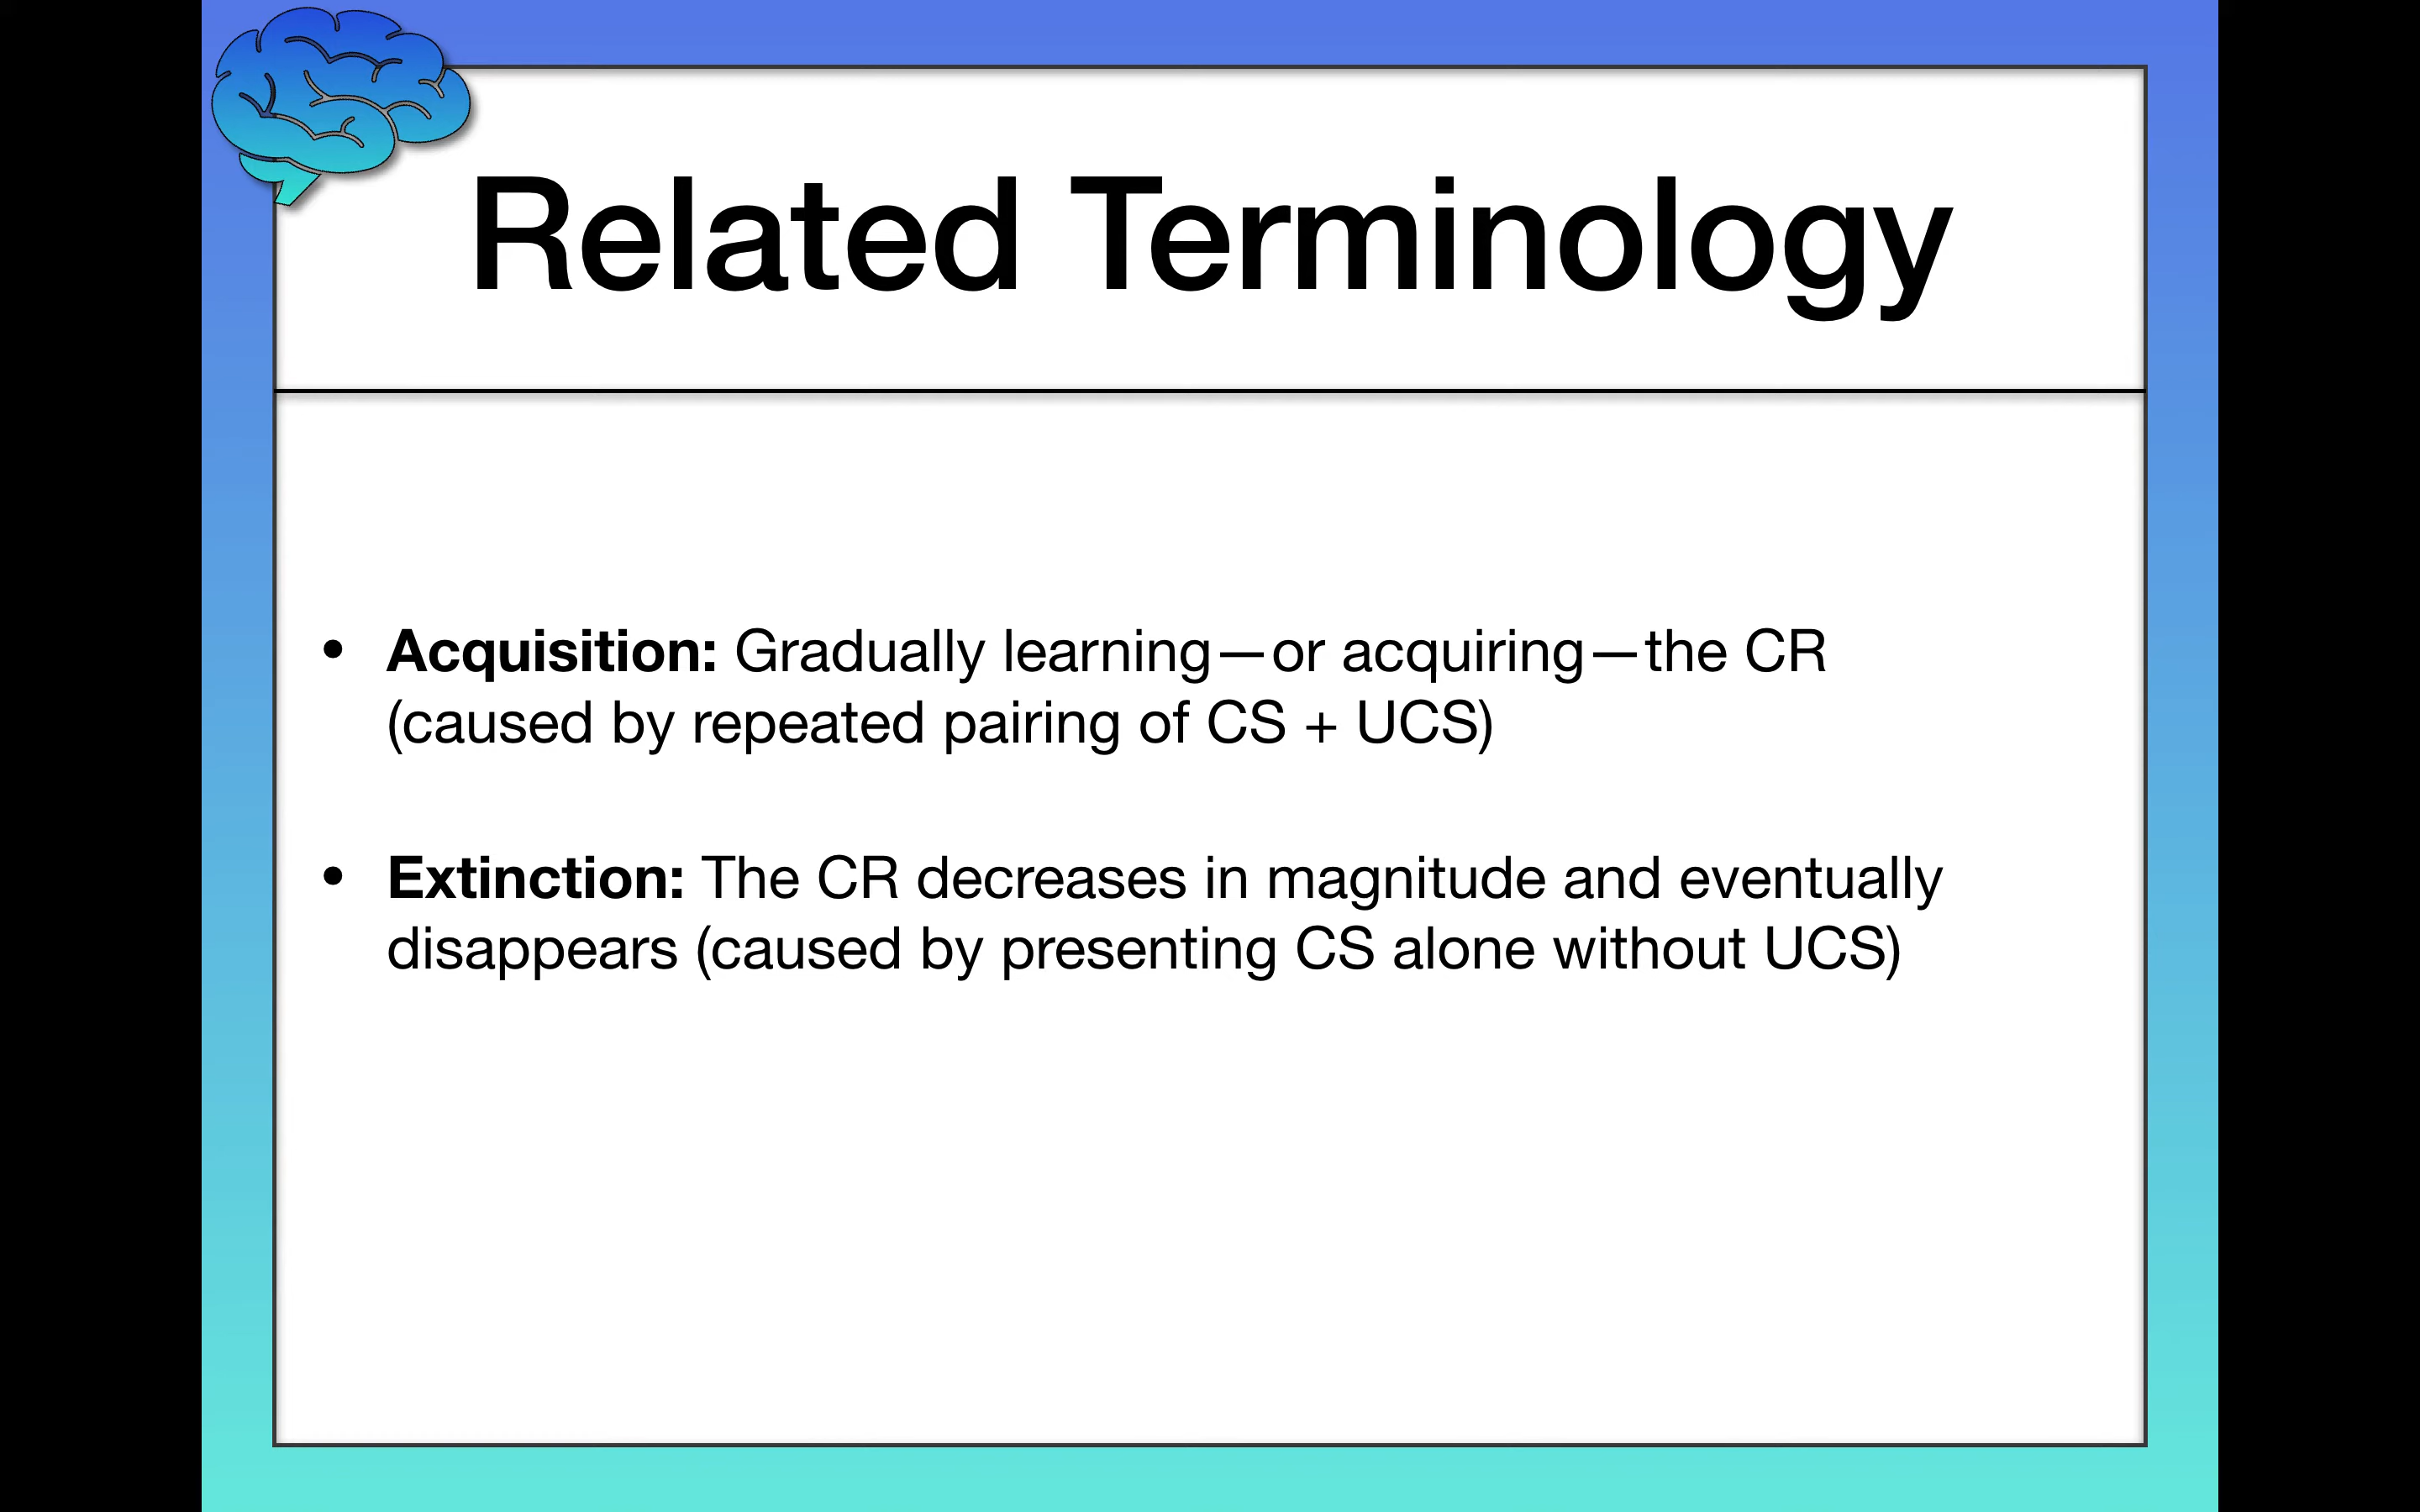 Related Terminology
• Acquisition: Gradually learning—or acquiring—the CR
(caused by repeated pairing of CS + UCS)
• Extinction: The CR decreases in magnitude and eventually
disappears (caused by presenting CS alone without UCS)